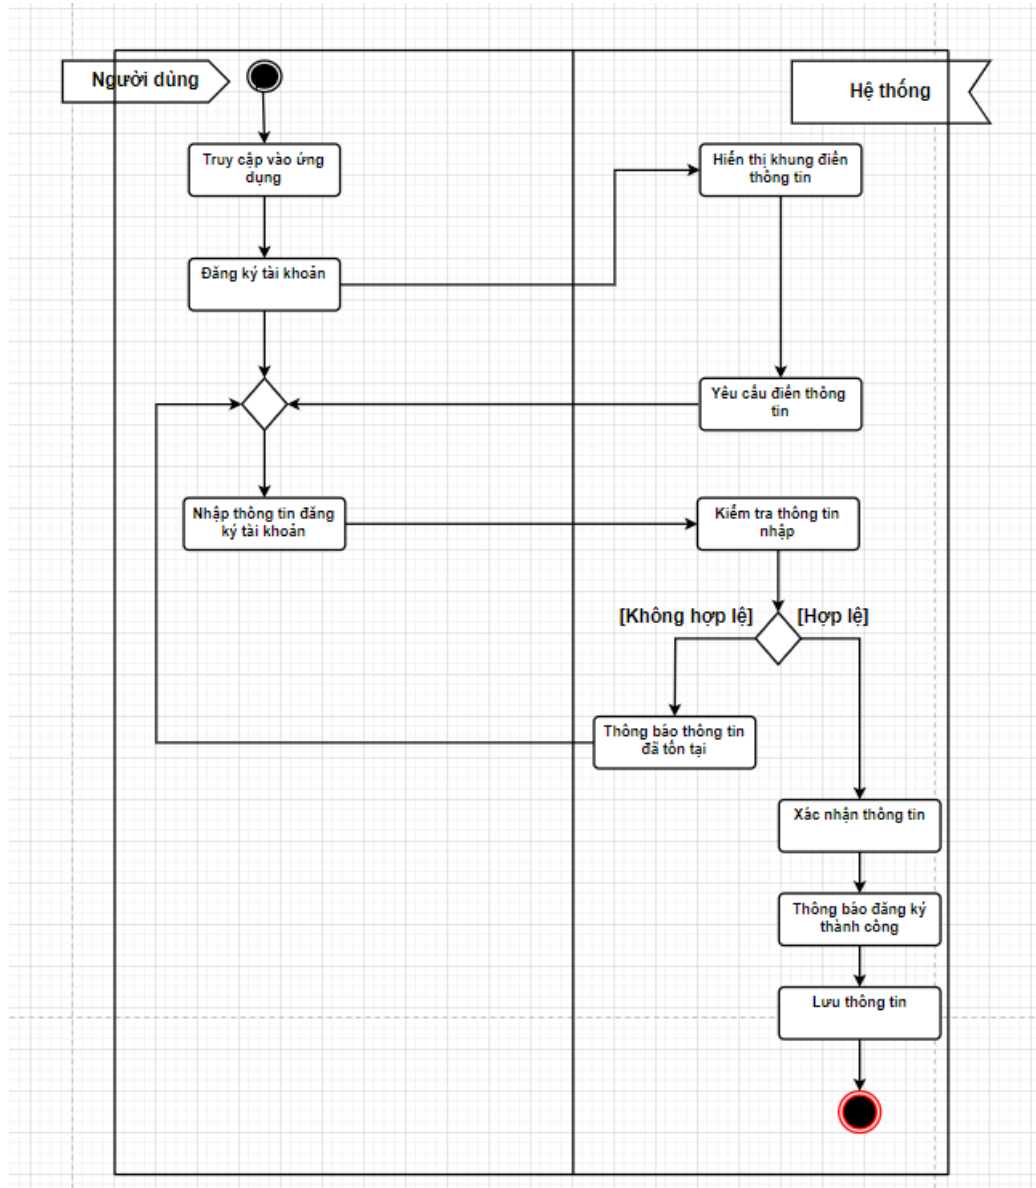 Người dùng
Hệ thống
Truy cập vào ứng
dụng
Hiển thị khung điền
thông tin
Đăng ký tài khoản
Yêu cầu điền thông
tin
Nhập thông tin đăng
ký tài khoản
Kiểm tra thông tin
nhập
[Không hợp lệ]
[Hợp lệ]
Thông báo thông tin
đã tồn tại
Xác nhận thông tin
Thông báo đăng ký
thành công
Lưu thông tin